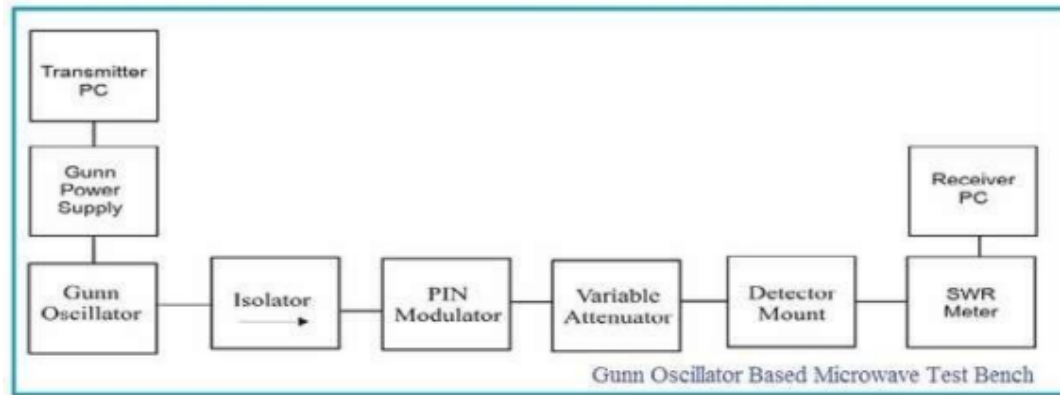 Transmitter
PC
Gunn
Power
Supply
Receiver
PC
Gunn
Oscillator
Isolator
PIN
Modulator
Variable
Attenuator
Detector
Mount
SWR
Meter
Gunn Oscillator Based Microwave Test Bench